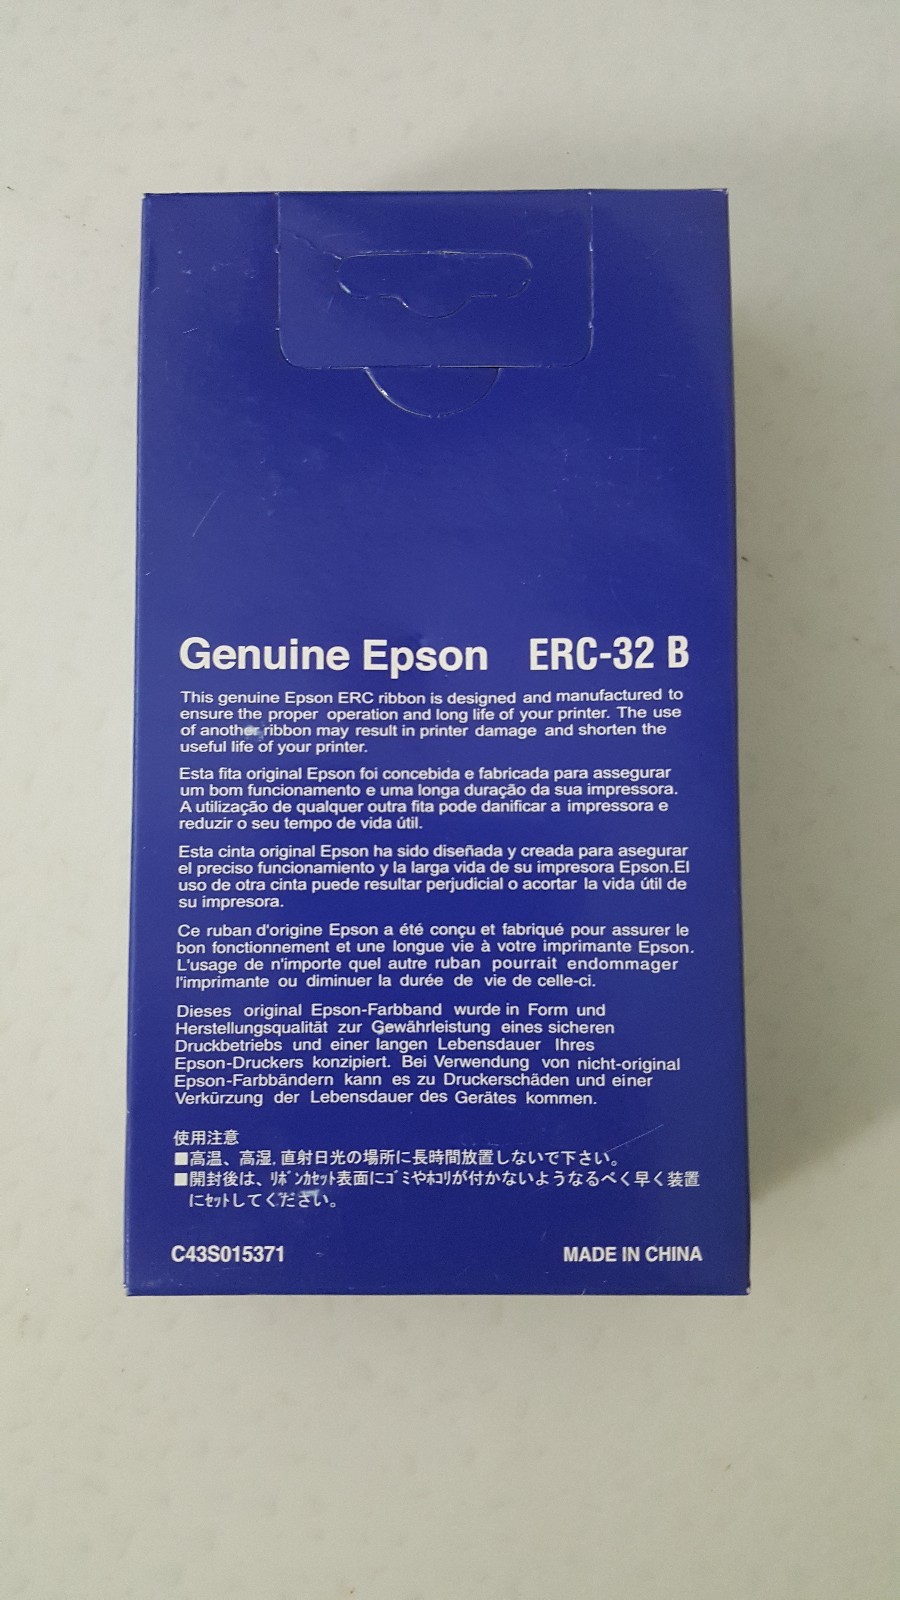 Genuine Epson ERC-32 B
This genuine Epson ERC ribbon is designed and manufactured to
ensure the proper operation and long life of your printer. The use
of another ribbon may result in printer damage and shorten the
useful life of your printer.
Esta fita original Epson foi concebida e fabricada para assegurar
um bom funcionamento e uma longa duração da sua impressora.
A utilização de qualquer outra fita pode danificar a impressora e
reduzir o seu tempo de vida útil.
Esta cinta original Epson ha sido diseñada y creada para asegurar
el preciso funcionamiento y la larga vida de su impresora Epson.El
uso de otra cinta puede resultar perjudicial o acortar la vida útil de
su impresora.
Ce ruban d'origine Epson a été conçu et fabriqué pour assurer le
bon fonctionnement et une longue vie à votre imprimante Epson.
L'usage de n'importe quel autre ruban pourrait endommager
l'imprimante ou diminuer la durée de vie de celle-ci.
Dieses original Epson-Farbband wurde in Form und
Herstellungsqualität zur Gewährleistung eines sicheren
Druckbetriebs und einer langen Lebensdauer Ihres
Epson-Druckers konzipiert. Bei Verwendung von nicht-original
Epson-Farbbändern kann es zu Druckerschäden und einer
Verkürzung der Lebensdauer des Gerätes kommen.
使用注意
■高温、高湿, 直射日光の場所に長時間放置しないで下さい。
■開封後は、ﾘﾎﾞﾝｶｾｯﾄ表面にｺﾞﾐやﾎｺﾘが付かないようなるべく早く装置
にｾｯﾄしてください。
C43S015371 MADE IN CHINA